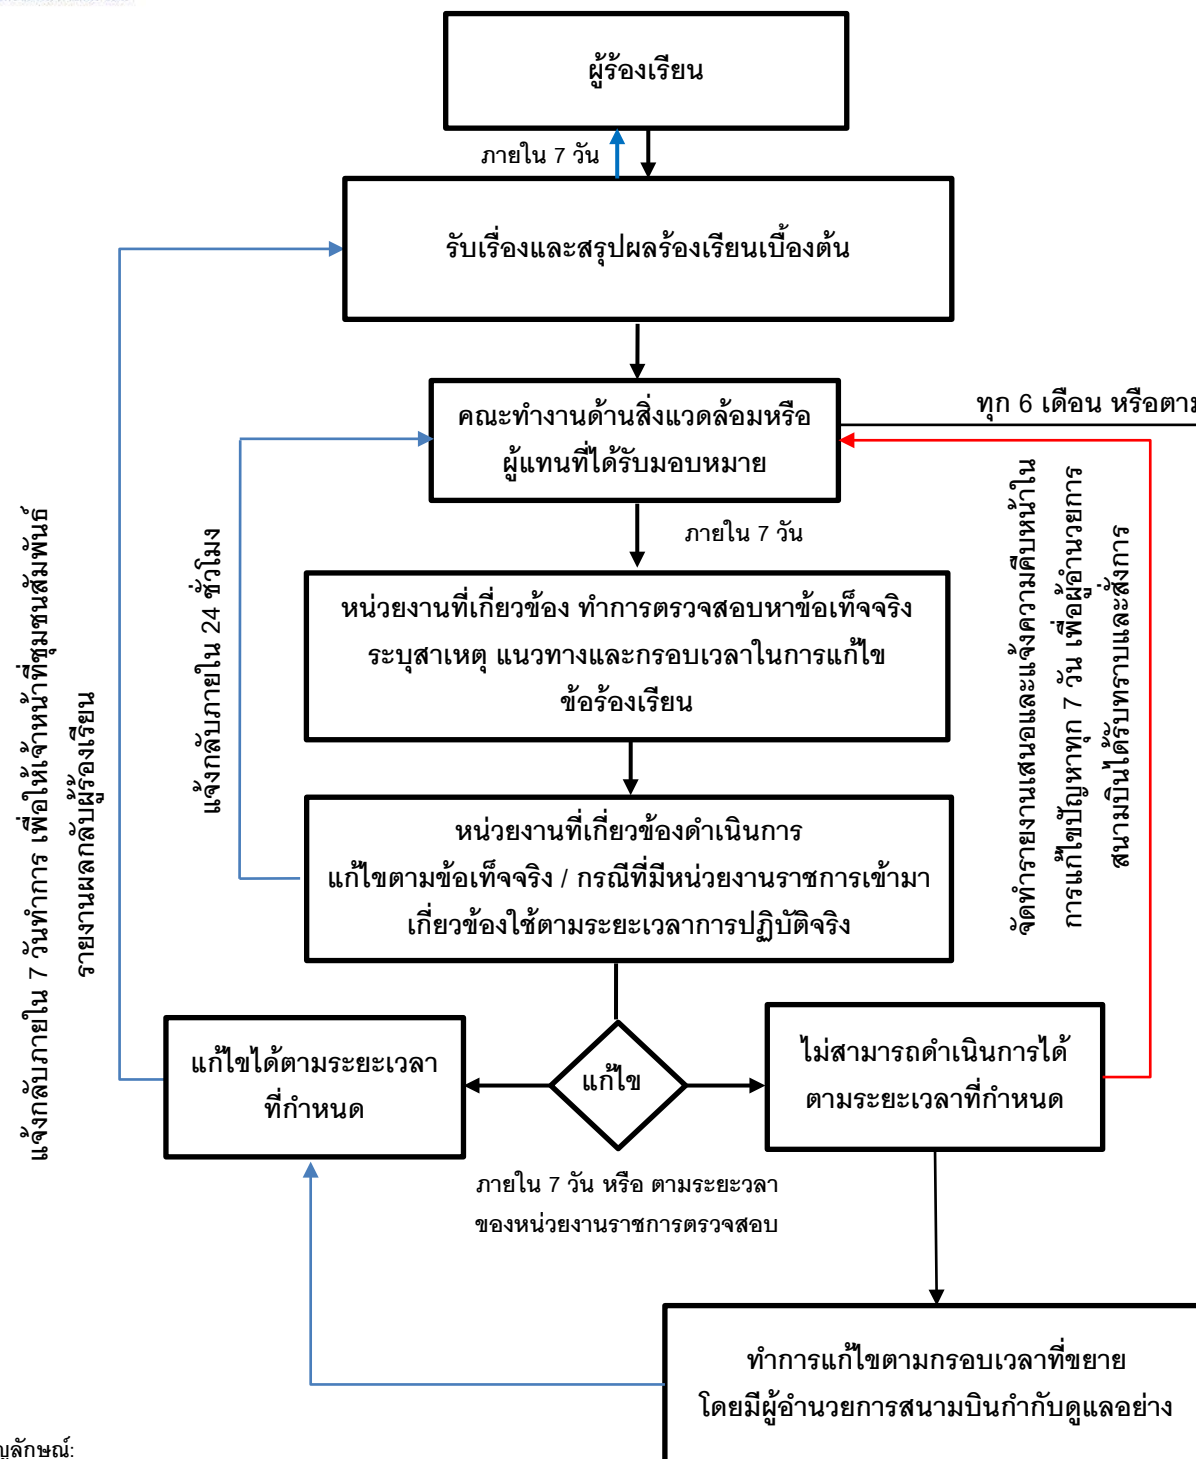 ผู้ร้องเรียน
ภายใน 7 วัน
รับเรื่องและสรุปผลร้องเรียนเบื้องต้น
คณะทำงานด้านสิ่งแวดล้อมหรือ
ผู้แทนที่ได้รับมอบหมาย
ทุก 6 เดือน หรือตาม
ภายใน 7 วัน
หน่วยงานที่เกี่ยวข้อง ทำการตรวจสอบหาข้อเท็จจริง
ระบุสาเหตุ แนวทางและกรอบเวลาในการแก้ไข
ข้อร้องเรียน
หน่วยงานที่เกี่ยวข้องดำเนินการ
แก้ไขตามข้อเท็จจริง / กรณีที่มีหน่วยงานราชการเข้ามา
เกี่ยวข้องใช้ตามระยะเวลาการปฏิบัติจริง
แจ้งกลับภายใน 7 วันทำการ เพื่อให้เจ้าหน้าที่ชุมชนสัมพันธ์
รายงานผลกลับผู้ร้องเรียน
แจ้งกลับภายใน 24 ชั่วโมง
จัดทำรายงานเสนอและแจ้งความคืบหน้าใน
การแก้ไขปัญหาทุก 7 วัน เพื่อผู้อำนวยการ
สนามบินได้รับทราบและสั่งการ
แก้ไขได้ตามระยะเวลา
ที่กำหนด
แก้ไข
ไม่สามารถดำเนินการได้
ตามระยะเวลาที่กำหนด
ภายใน 7 วัน หรือ ตามระยะวลา
ของหน่วยงานราชการตรวจสอบ
ทำการแก้ไขตามกรอบเวลาที่ขยาย
โดยมีผู้อำนวยการสนามบินกำกับดูแลอย่าง